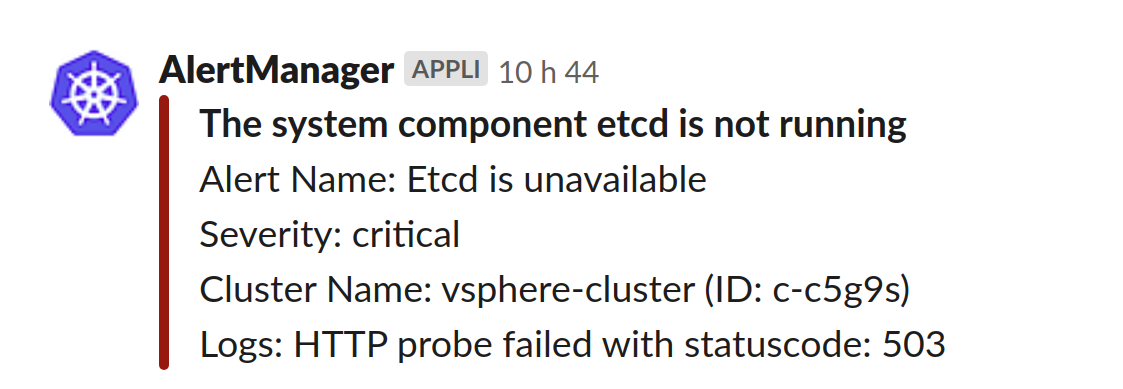 AlertManager APPLI 10 h 44
The system component etcd is not running
Alert Name: Etcd is unavailable
Severity: critical
Cluster Name: vsphere-cluster (ID: c-c5g9s)
Logs: HTTP probe failed with statuscode: 503